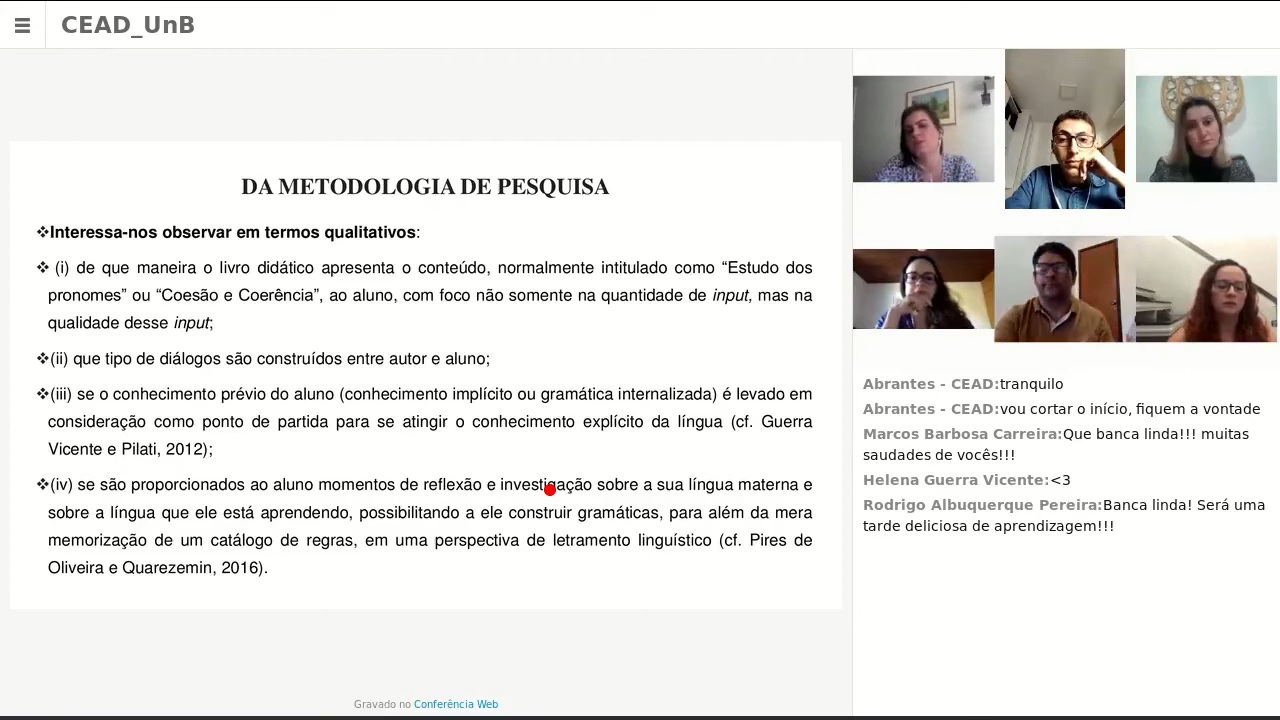 CEAD_UnB
DA METODOLOGIA DE PESQUISA
❖Interessa-nos observar em termos qualitativos:
❖ (i) de que maneira o livro didático apresenta o conteúdo, normalmente intitulado como “Estudo dos
pronomes” ou “Coesão e Coerência”, ao aluno, com foco não somente na quantidade de input, mas na
qualidade desse input;
❖(ii) que tipo de diálogos são construídos entre autor e aluno;
❖(iii) se o conhecimento prévio do aluno (conhecimento implícito ou gramática internalizada) é levado em
consideração como ponto de partida para se atingir o conhecimento explícito da língua (cf. Guerra
Vicente e Pilati, 2012);
❖(iv) se são proporcionados ao aluno momentos de reflexão e investigação sobre a sua língua materna e
sobre a língua que ele está aprendendo, possibilitando a ele construir gramáticas, para além da mera
memorização de um catálogo de regras, em uma perspectiva de letramento linguístico (cf. Pires de
Oliveira e Quarezemin, 2016).
Gravado no Conferência Web
Abrantes - CEAD:tranquilo
Abrantes - CEAD:vou cortar o início, fiquem a vontade
Marcos Barbosa Carreira:Que banca linda!!! muitas
saudades de vocês!!!
Helena Guerra Vicente:<3
Rodrigo Albuquerque Pereira:Banca linda! Será uma
tarde deliciosa de aprendizagem!!!